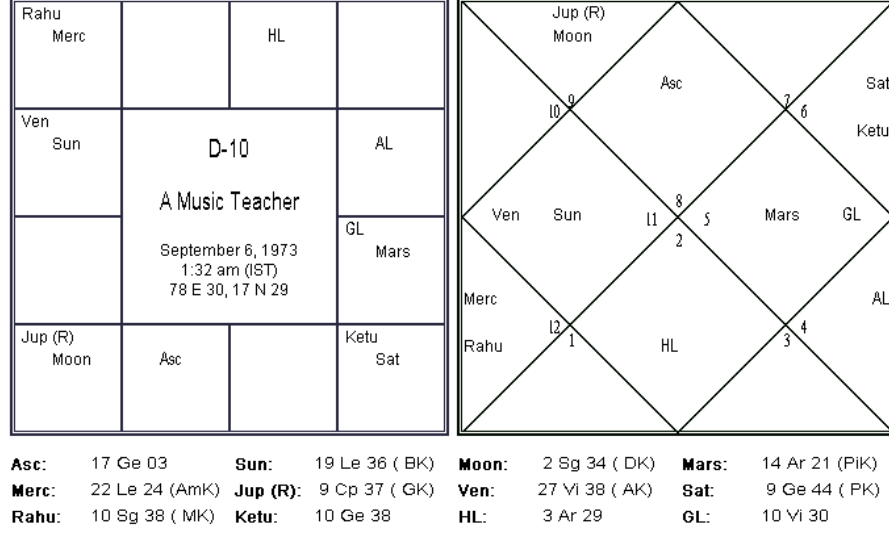 Rahu
Merc
HL
Ven
Sun
AL
GL
Mars
Jup (R)
Moon
Asc
Ketu
Sat
D-10
A Music Teacher
September 6, 1973
1:32 am (IST)
78 E 30, 17 N 29
Jup (R)
Moon
Asc
Sat
Ketu
10 9
7 6
Ven Sun 11
8
2
5 Mars GL
Merc
Rahu
12 1
HL
3 4
AL
Asc: 17 Ge 03 Sun: 19 Le 36 ( BK) Moon: 2 Sg 34 ( DK) Mars: 14 Ar 21 (PiK)
Merc: 22 Le 24 (AmK) Jup (R): 9 Cp 37 ( GK) Ven: 27 Vi 38 ( AK) Sat: 9 Ge 44 ( PK)
Rahu: 10 Sg 38 ( MK) Ketu: 10 Ge 38 HL: 3 Ar 29 GL: 10 Vi 30